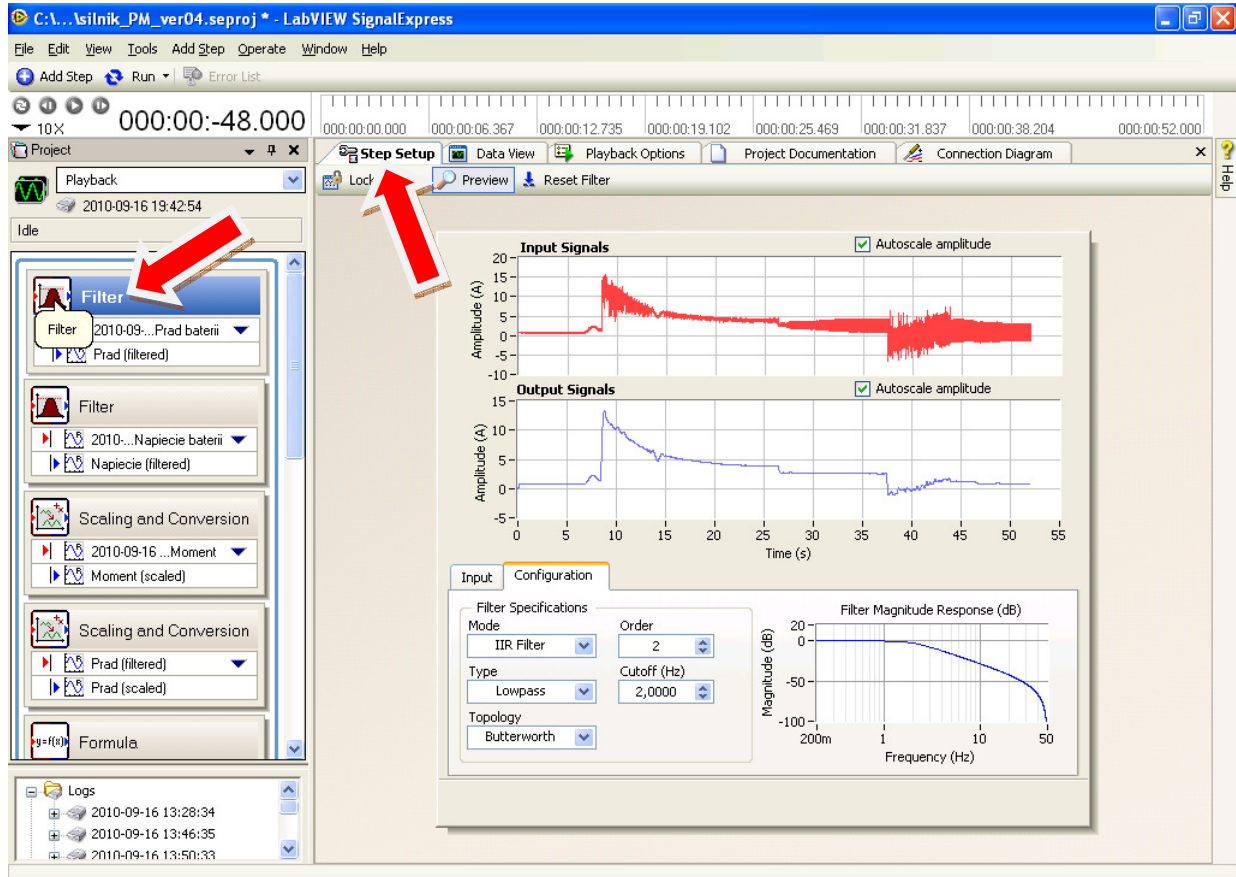 C:\...\silnik_PM_ver04.seproj * - LabVIEW SignalExpress
File Edit View Tools Add Step Operate Window Help
Add Step Run Error List
10X 000:00:-48.000
000:00:00.000 000:00:06.367 000:00:12.735 000:00:19.102 000:00:25.469 000:00:31.837 000:00:38.204 000:00:52.000
Project
Step Setup Data View Playback Options Project Documentation Connection Diagram
Help
Playback
2010-09-16 19:42:54
Idle
Lock Preview Reset Filter
Filter
Filter
2010-09-...Prad baterii
Prad (filtered)
Filter
2010-...Napiecie baterii
Napiecie (filtered)
Scaling and Conversion
2010-09-16 ...Moment
Moment (scaled)
Scaling and Conversion
Prad (filtered)
Prad (scaled)
y=f(x) Formula
Logs
2010-09-16 13:28:34
2010-09-16 13:46:35
2010-09-16 13:50:33
Input Signals
Autoscale amplitude
Amplitude (A)
20
15
10
5
0
-5
-10
Output Signals
Autoscale amplitude
Amplitude (A)
15
10
5
0
-5
0 5 10 15 20 25 30 35 40 45 50 55
Time (s)
Input Configuration
Filter Specifications
Mode Order
IIR Filter 2
Type Cutoff (Hz)
Lowpass 2,0000
Topology
Butterworth
Filter Magnitude Response (dB)
Magnitude (dB)
20
0
-50
-100
200m 1 10 50
Frequency (Hz)